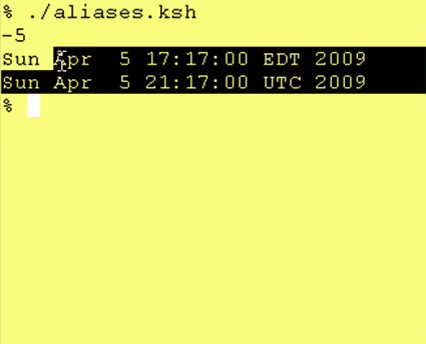 % ./aliases.ksh
-5
Sun Apr  5 17:17:00 EDT 2009
Sun Apr  5 21:17:00 UTC 2009
%